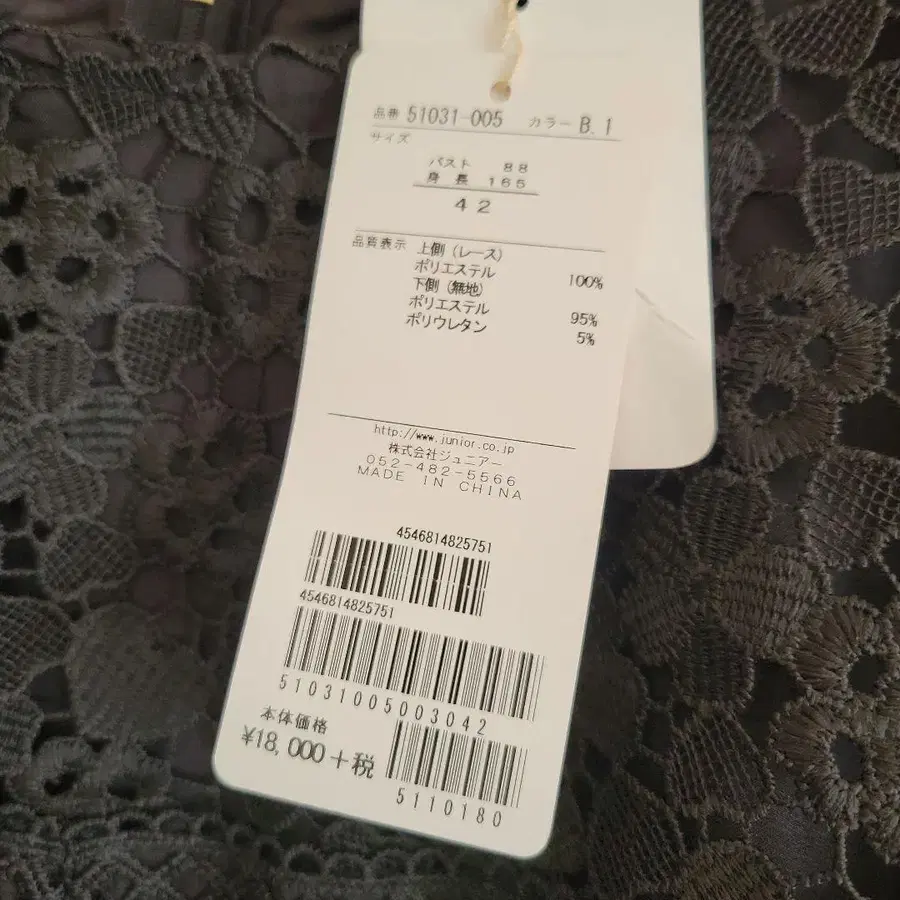 品番 51031-005 カラー B.1
サイズ
バスト 88
身長 165
42
品質表示 上側(レース)
ポリエステル 100%
下側(無地)
ポリエステル 95%
ポリウレタン 5%
http://www.junior.co.jp
株式会社ジュニアー
052-482-5566
MADE IN CHINA
4546814825751
4546814825751
51031005003042
本体価格
¥18,000+税
5110180